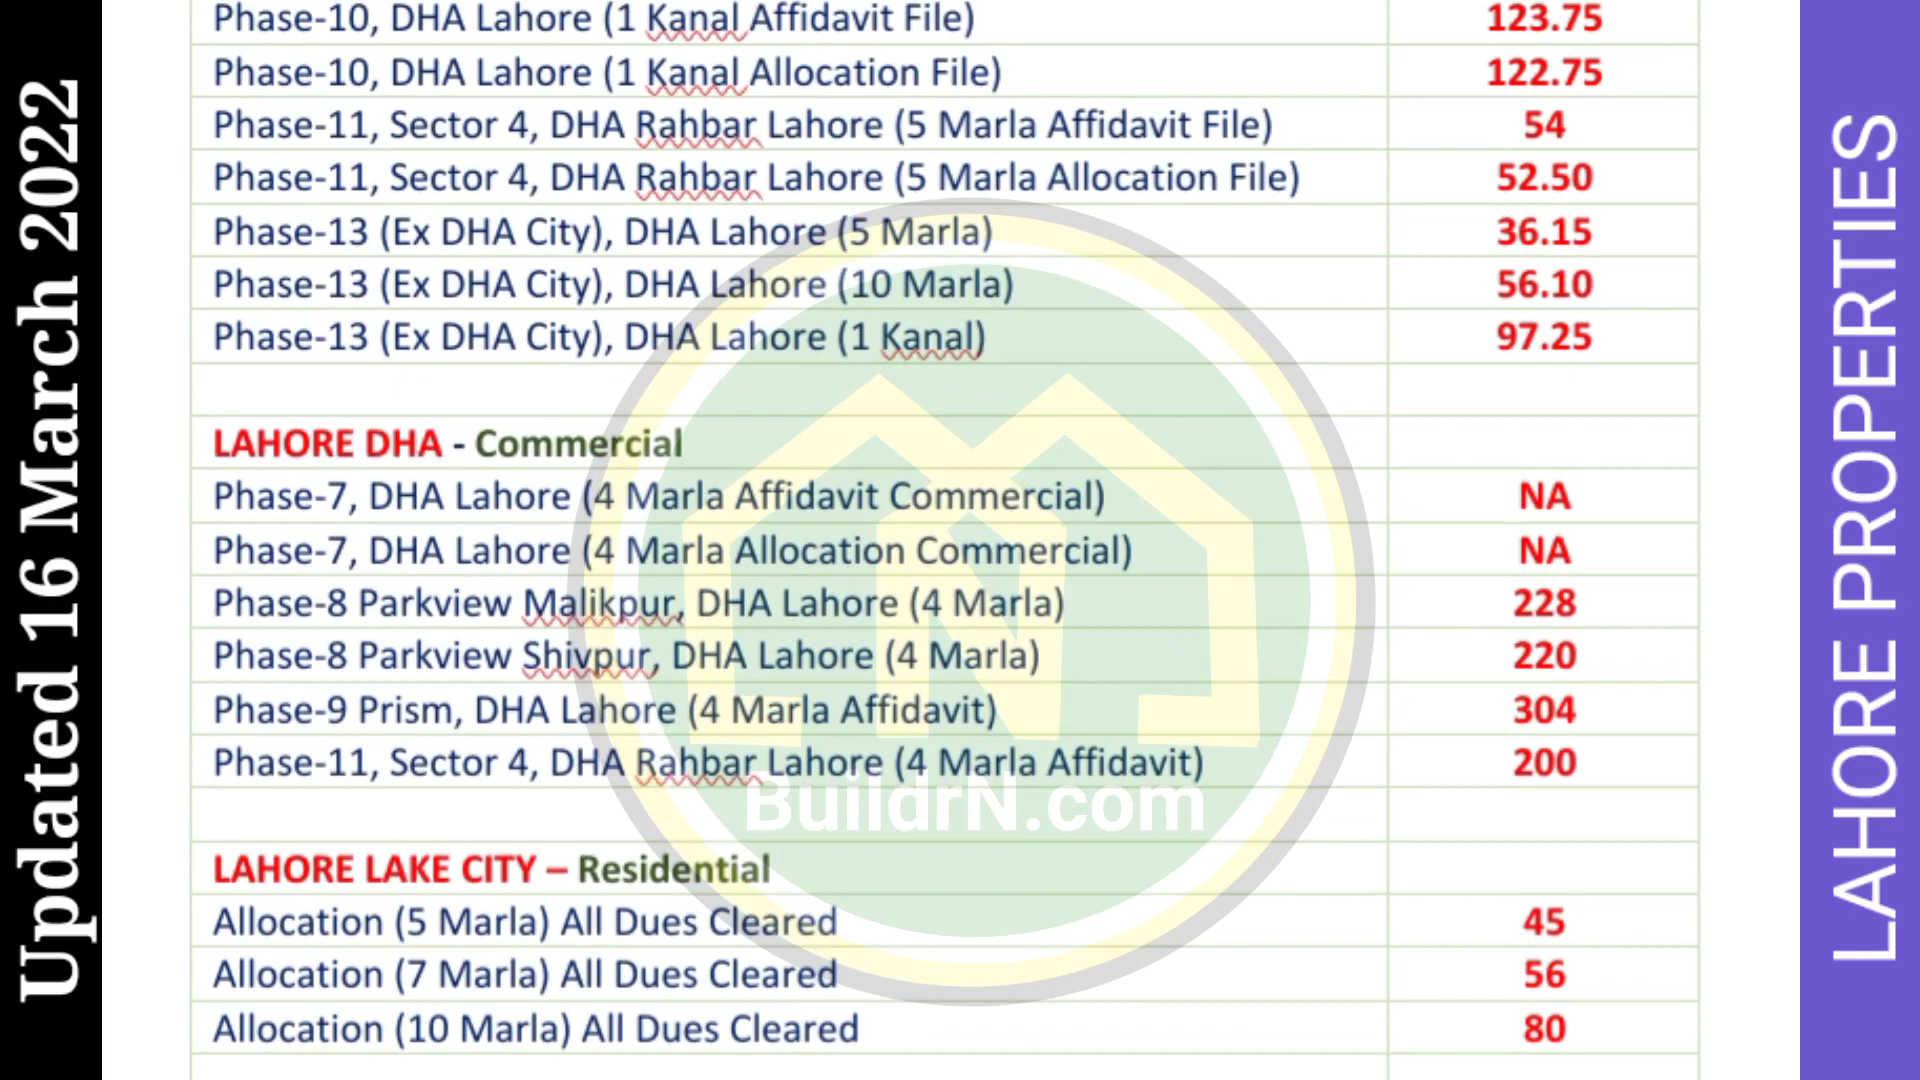 Updated 16 March 2022
Phase-10, DHA Lahore (1 Kanal Affidavit File) 123.75
Phase-10, DHA Lahore (1 Kanal Allocation File) 122.75
Phase-11, Sector 4, DHA Rahbar Lahore (5 Marla Affidavit File) 54
Phase-11, Sector 4, DHA Rahbar Lahore (5 Marla Allocation File) 52.50
Phase-13 (Ex DHA City), DHA Lahore (5 Marla) 36.15
Phase-13 (Ex DHA City), DHA Lahore (10 Marla) 56.10
Phase-13 (Ex DHA City), DHA Lahore (1 Kanal) 97.25
LAHORE DHA - Commercial
Phase-7, DHA Lahore (4 Marla Affidavit Commercial) NA
Phase-7, DHA Lahore (4 Marla Allocation Commercial) NA
Phase-8 Parkview Malikpur, DHA Lahore (4 Marla) 228
Phase-8 Parkview Shivpur, DHA Lahore (4 Marla) 220
Phase-9 Prism, DHA Lahore (4 Marla Affidavit) 304
Phase-11, Sector 4, DHA Rahbar Lahore (4 Marla Affidavit) 200
BuildrN.com
LAHORE LAKE CITY – Residential
Allocation (5 Marla) All Dues Cleared 45
Allocation (7 Marla) All Dues Cleared 56
Allocation (10 Marla) All Dues Cleared 80
LAHORE PROPERTIES